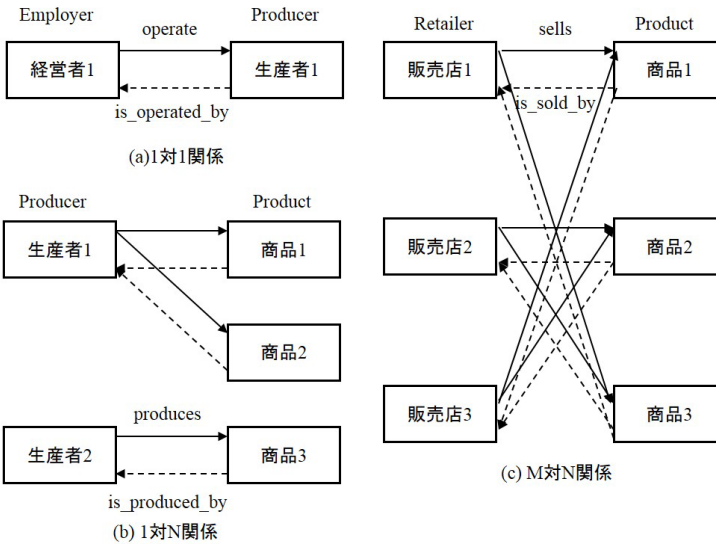 Employer
Producer
operate
経営者1
生産者1
is_operated_by
(a)1対1関係
Producer
Product
生産者1
商品1
商品2
produces
生産者2
商品3
is_produced_by
(b) 1対N関係
Retailer
Product
sells
販売店1
商品1
is_sold_by
販売店2
商品2
販売店3
商品3
(c) M対N関係